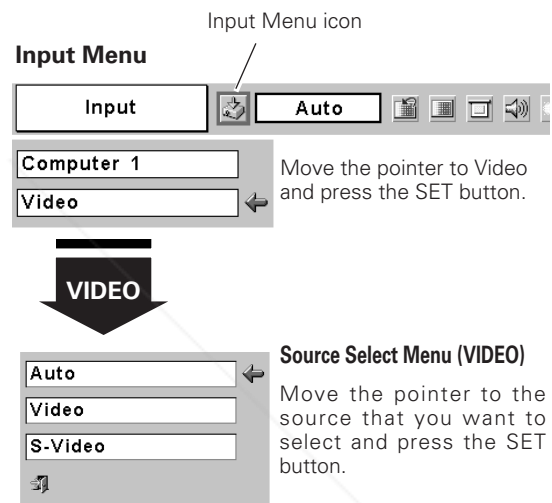 Input Menu icon
Input Menu
Input
Auto
Computer 1
Video
Move the pointer to Video
and press the SET button.
VIDEO
Auto
Video
S-Video
Source Select Menu (VIDEO)
Move the pointer to the
source that you want to
select and press the SET
button.